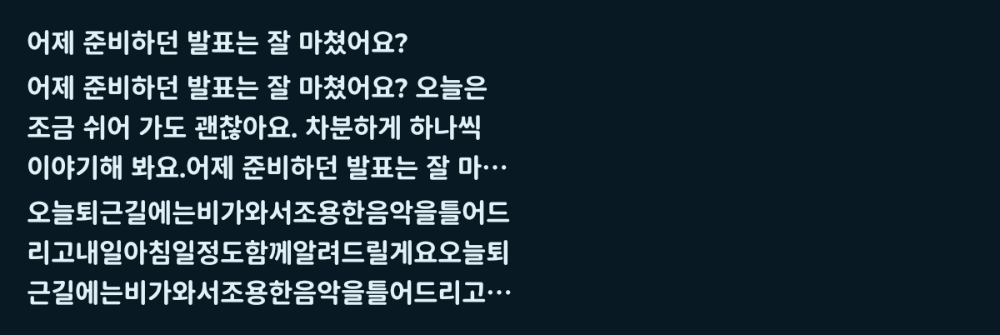 어제 준비하던 발표는 잘 마쳤어요?
어제 준비하던 발표는 잘 마쳤어요? 오늘은
조금 쉬어 가도 괜찮아요. 차분하게 하나씩
이야기해 봐요.어제 준비하던 발표는 잘 마…
오늘퇴근길에는비가와서조용한음악을틀어드
리고내일아침일정도함께알려드릴게요오늘퇴
근길에는비가와서조용한음악을틀어드리고…